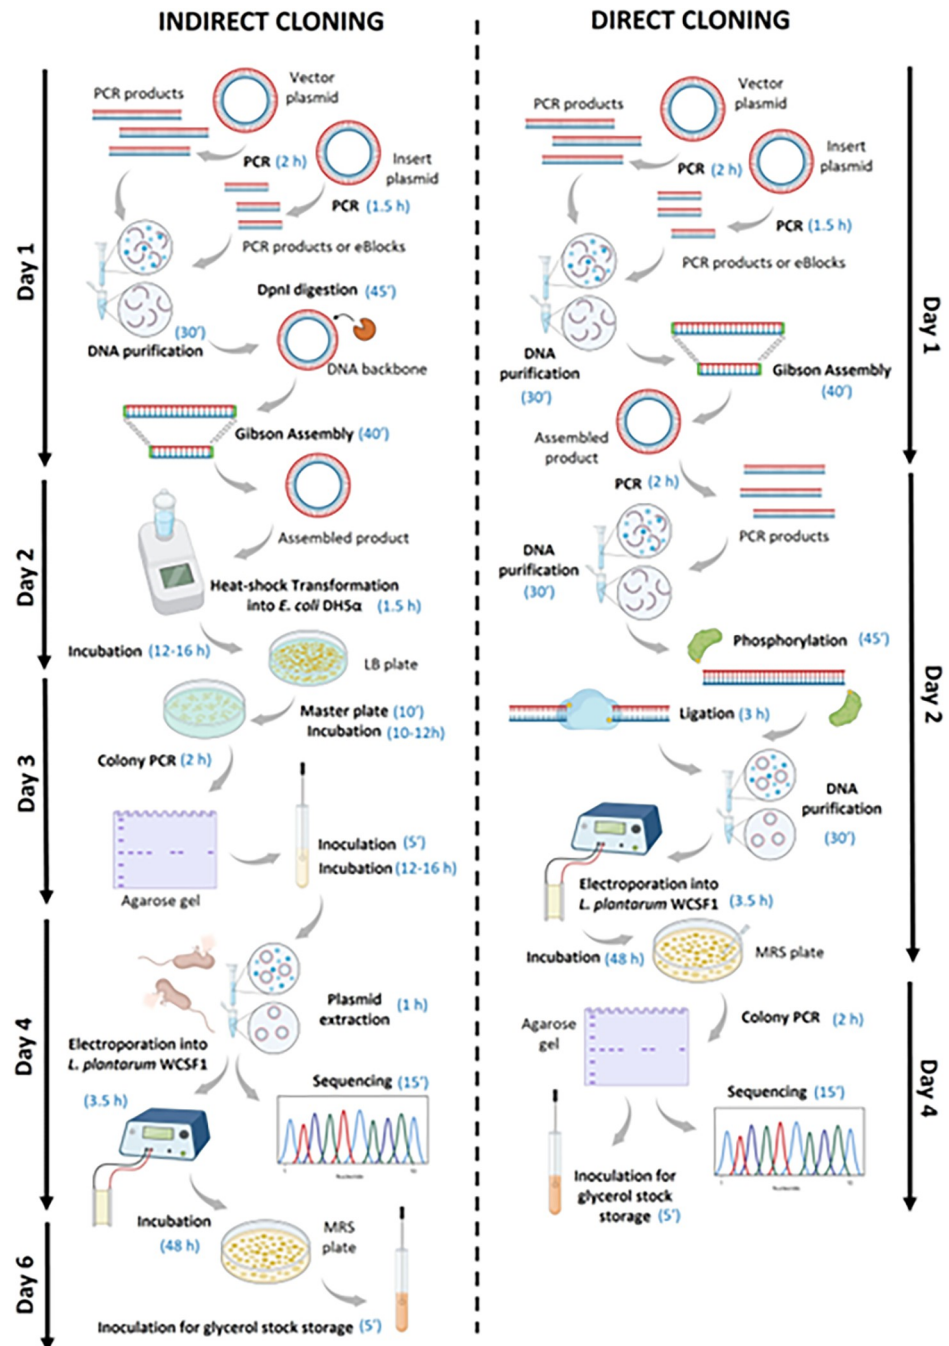 INDIRECT CLONING
Day 1
PCR products
Vector
plasmid
PCR (2 h)
Insert
plasmid
PCR (1.5 h)
PCR products or eBlocks
DpnI digestion (45')
(30')
DNA purification
DNA backbone
Gibson Assembly (40')
Day 2
Assembled product
Heat-shock Transformation
into E. coli DH5α (1.5 h)
Incubation (12-16 h)
LB plate
Day 3
Master plate (10')
Incubation (10-12h)
Colony PCR (2 h)
Inoculation (5')
Incubation (12-16 h)
Agarose gel
Day 4
Plasmid
extraction
(1 h)
Electroporation into
L. plantarum WCSF1
(3.5 h)
Sequencing (15')
Day 6
Incubation
(48 h)
MRS
plate
Inoculation for glycerol stock storage (5')
DIRECT CLONING
Day 1
PCR products
Vector
plasmid
PCR (2 h)
Insert
plasmid
PCR (1.5 h)
PCR products or eBlocks
DNA
purification
(30')
Gibson Assembly
(40')
Assembled
product
Day 2
PCR (2 h)
PCR products
DNA
purification
(30')
Phosphorylation (45')
Ligation (3 h)
DNA
purification
(30')
Electroporation into
L. plantarum WCSF1 (3.5 h)
Incubation (48 h)
MRS plate
Day 4
Agarose
gel
Colony PCR (2 h)
Sequencing (15')
Inoculation for
glycerol stock
storage (5')